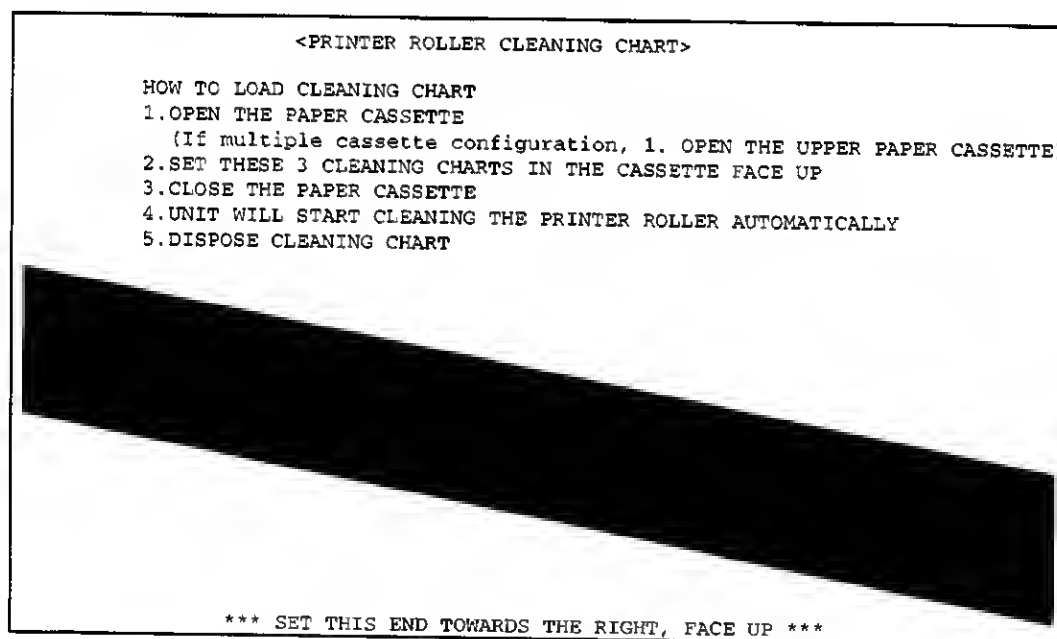 <PRINTER ROLLER CLEANING CHART>
HOW TO LOAD CLEANING CHART
1.OPEN THE PAPER CASSETTE
(If multiple cassette configuration, 1. OPEN THE UPPER PAPER CASSETTE
2.SET THESE 3 CLEANING CHARTS IN THE CASSETTE FACE UP
3.CLOSE THE PAPER CASSETTE
4.UNIT WILL START CLEANING THE PRINTER ROLLER AUTOMATICALLY
5.DISPOSE CLEANING CHART
*** SET THIS END TOWARDS THE RIGHT, FACE UP ***